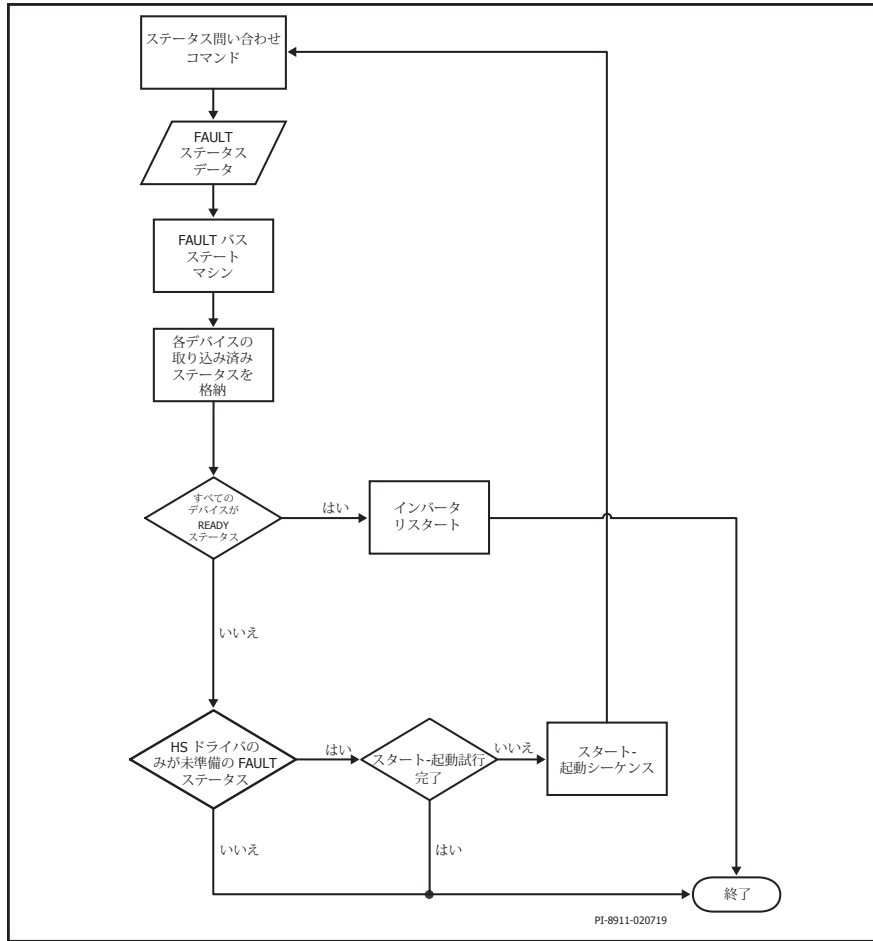 ステータス問い合わせ
コマンド
FAULT
ステータス
データ
FAULT バス
ステート
マシン
各デバイスの
取り込み済み
ステータスを
格納
すべての
デバイスが
READY
ステータス
はい
インバータ
リスタート
いいえ
HS ドライバの
みが未準備の FAULT
ステータス
はい
スタート-起動試行
完了
いいえ
スタート-
起動シーケンス
いいえ
はい
終了
PI-8911-020719